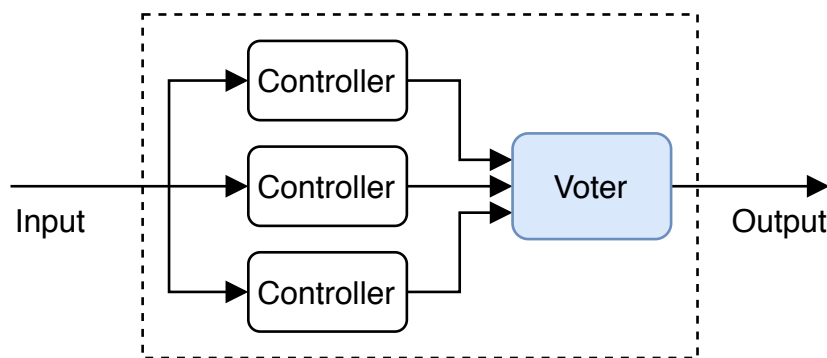 Controller
Controller
Voter
Input
Output
Controller